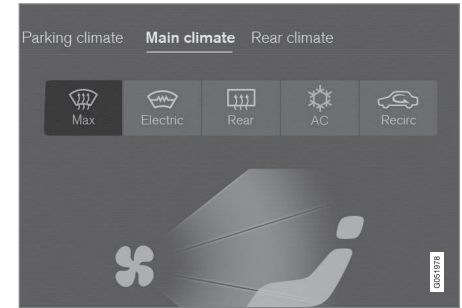 Parking climate Main climate Rear climate
Max Electric Rear AC Recirc
G051978